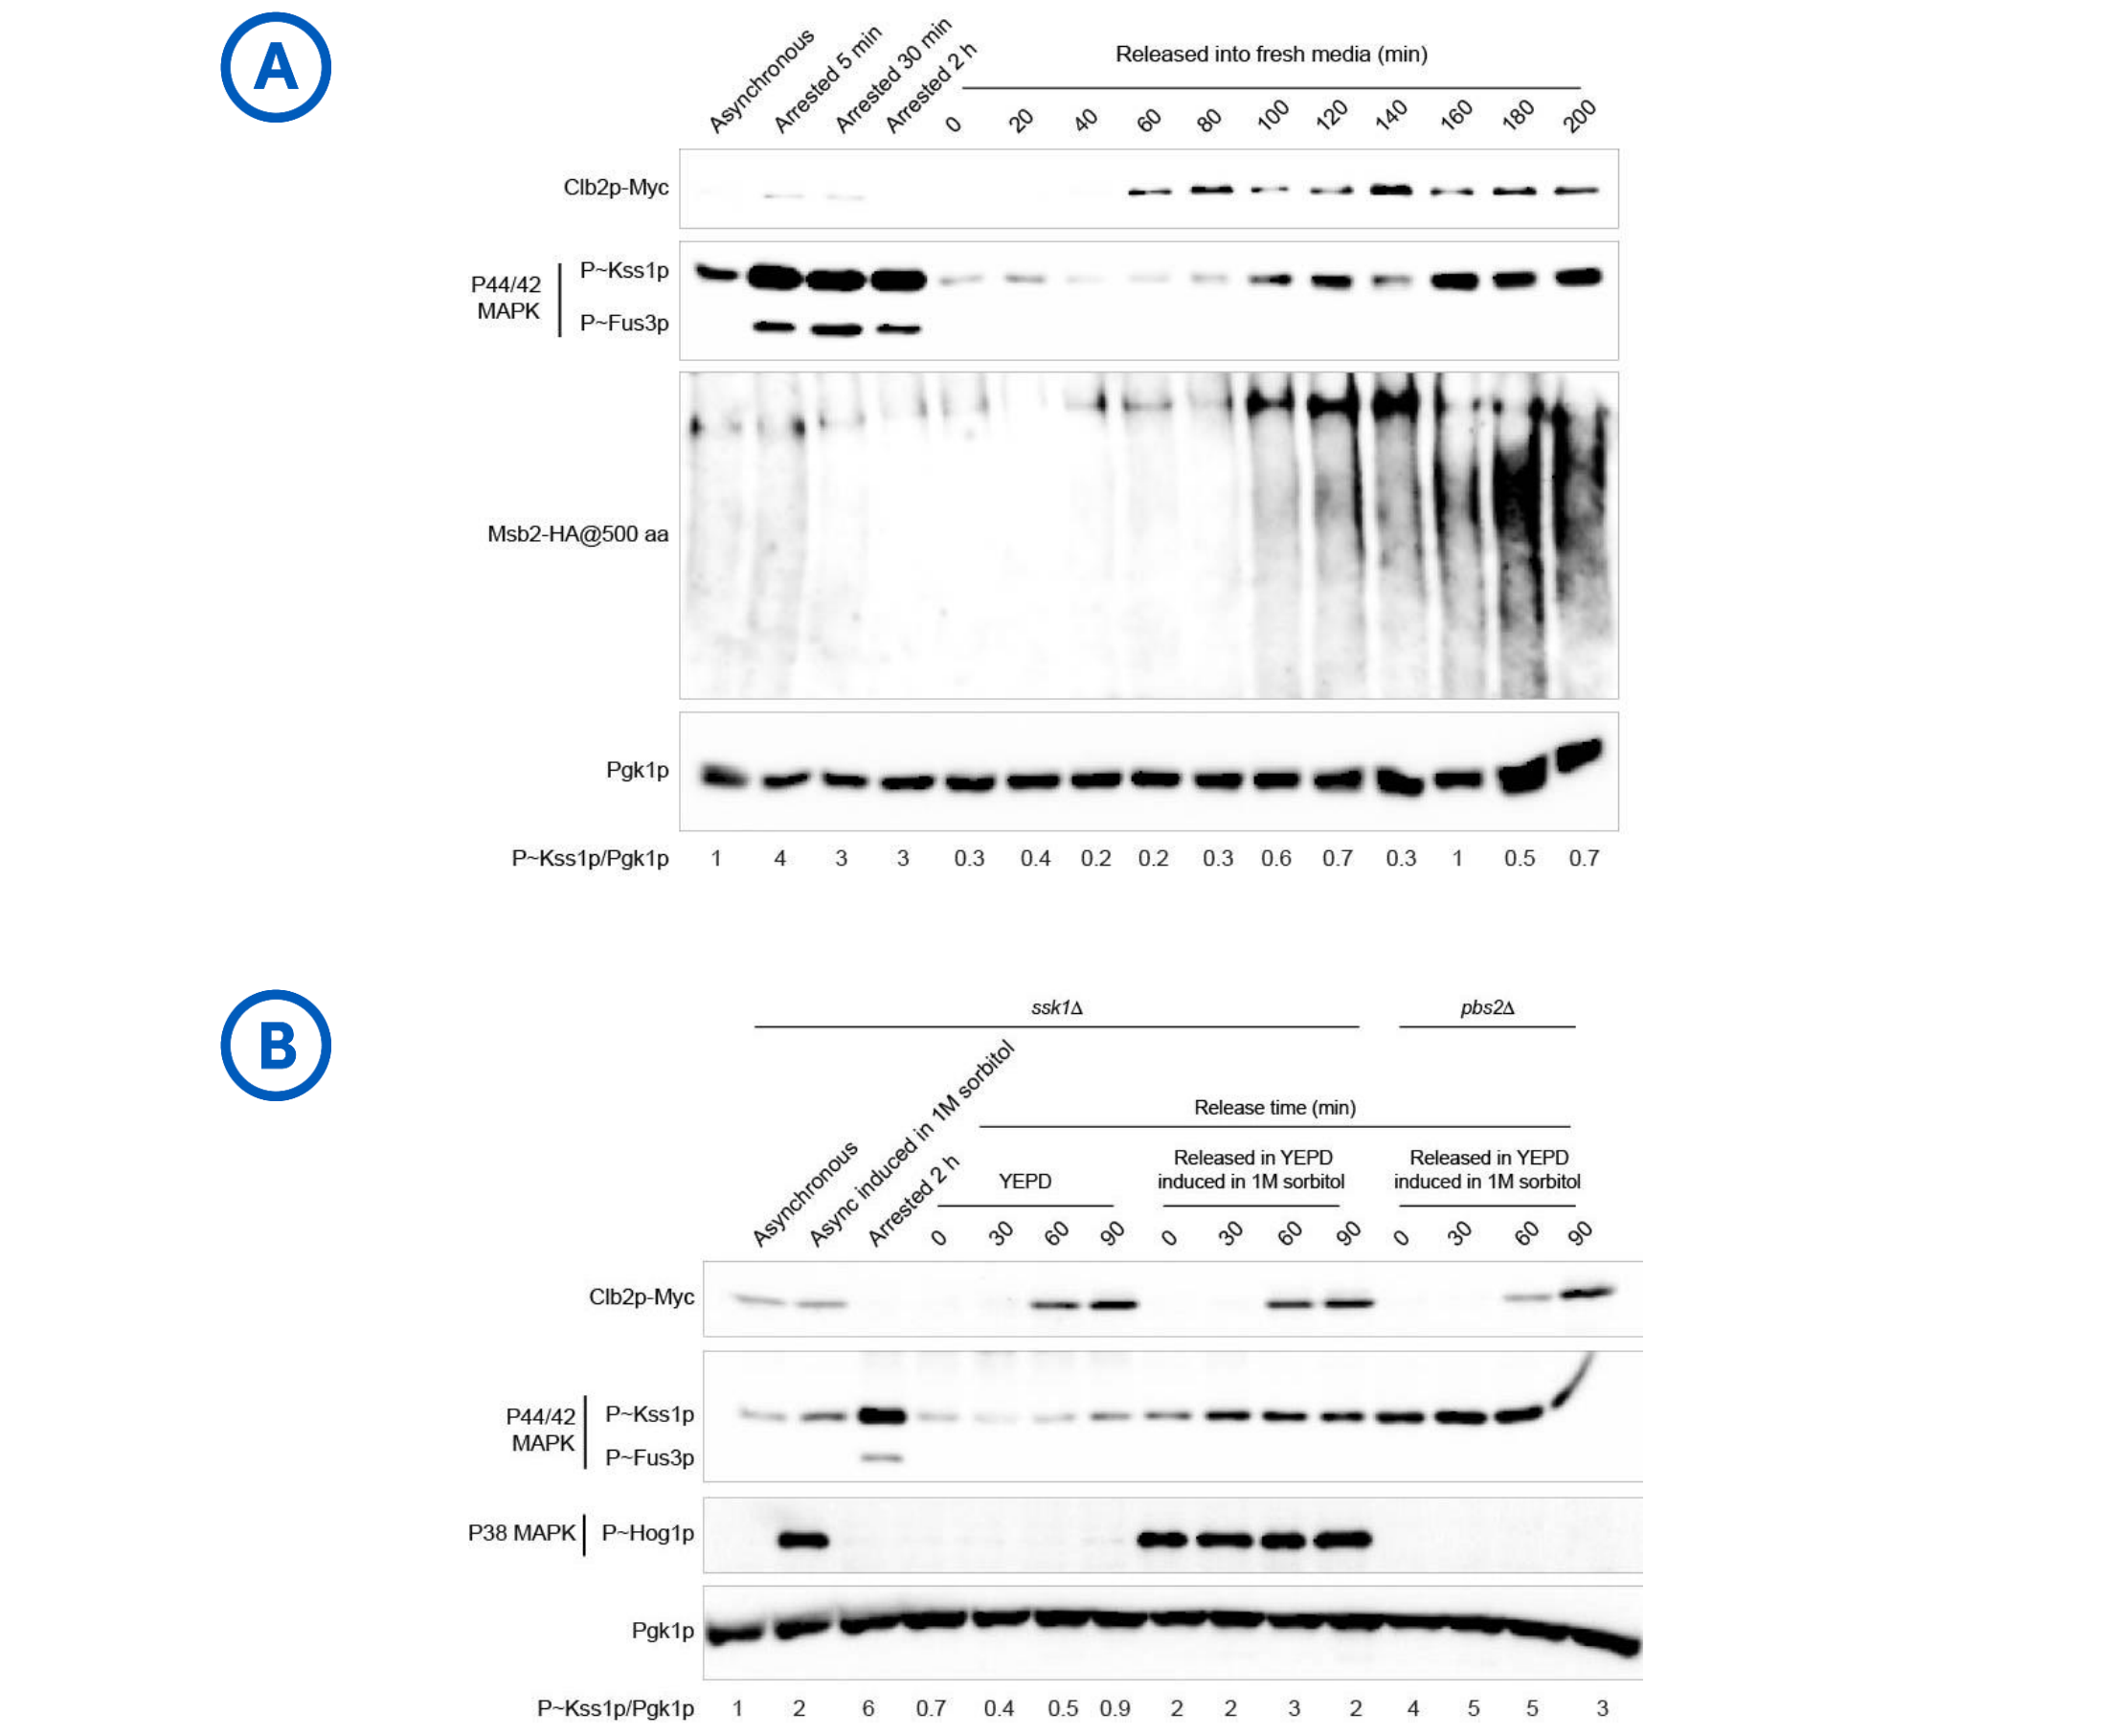 A
Asynchronous
Arrested 5 min
Arrested 30 min
Arrested 2 h
Released into fresh media (min)
0 20 40 60 80 100 120 140 160 180 200
Clb2p-Myc
P44/42
MAPK
P~Kss1p
P~Fus3p
Msb2-HA@500 aa
Pgk1p
P~Kss1p/Pgk1p 1 4 3 3 0.3 0.4 0.2 0.2 0.3 0.6 0.7 0.3 1 0.5 0.7
B
ssk1Δ pbs2Δ
Asynchronous
Async induced in 1M sorbitol
Arrested 2 h
Release time (min)
YEPD
Released in YEPD
induced in 1M sorbitol
Released in YEPD
induced in 1M sorbitol
0 30 60 90 0 30 60 90 0 30 60 90
Clb2p-Myc
P44/42
MAPK
P~Kss1p
P~Fus3p
P38 MAPK P~Hog1p
Pgk1p
P~Kss1p/Pgk1p 1 2 6 0.7 0.4 0.5 0.9 2 2 3 2 4 5 5 3